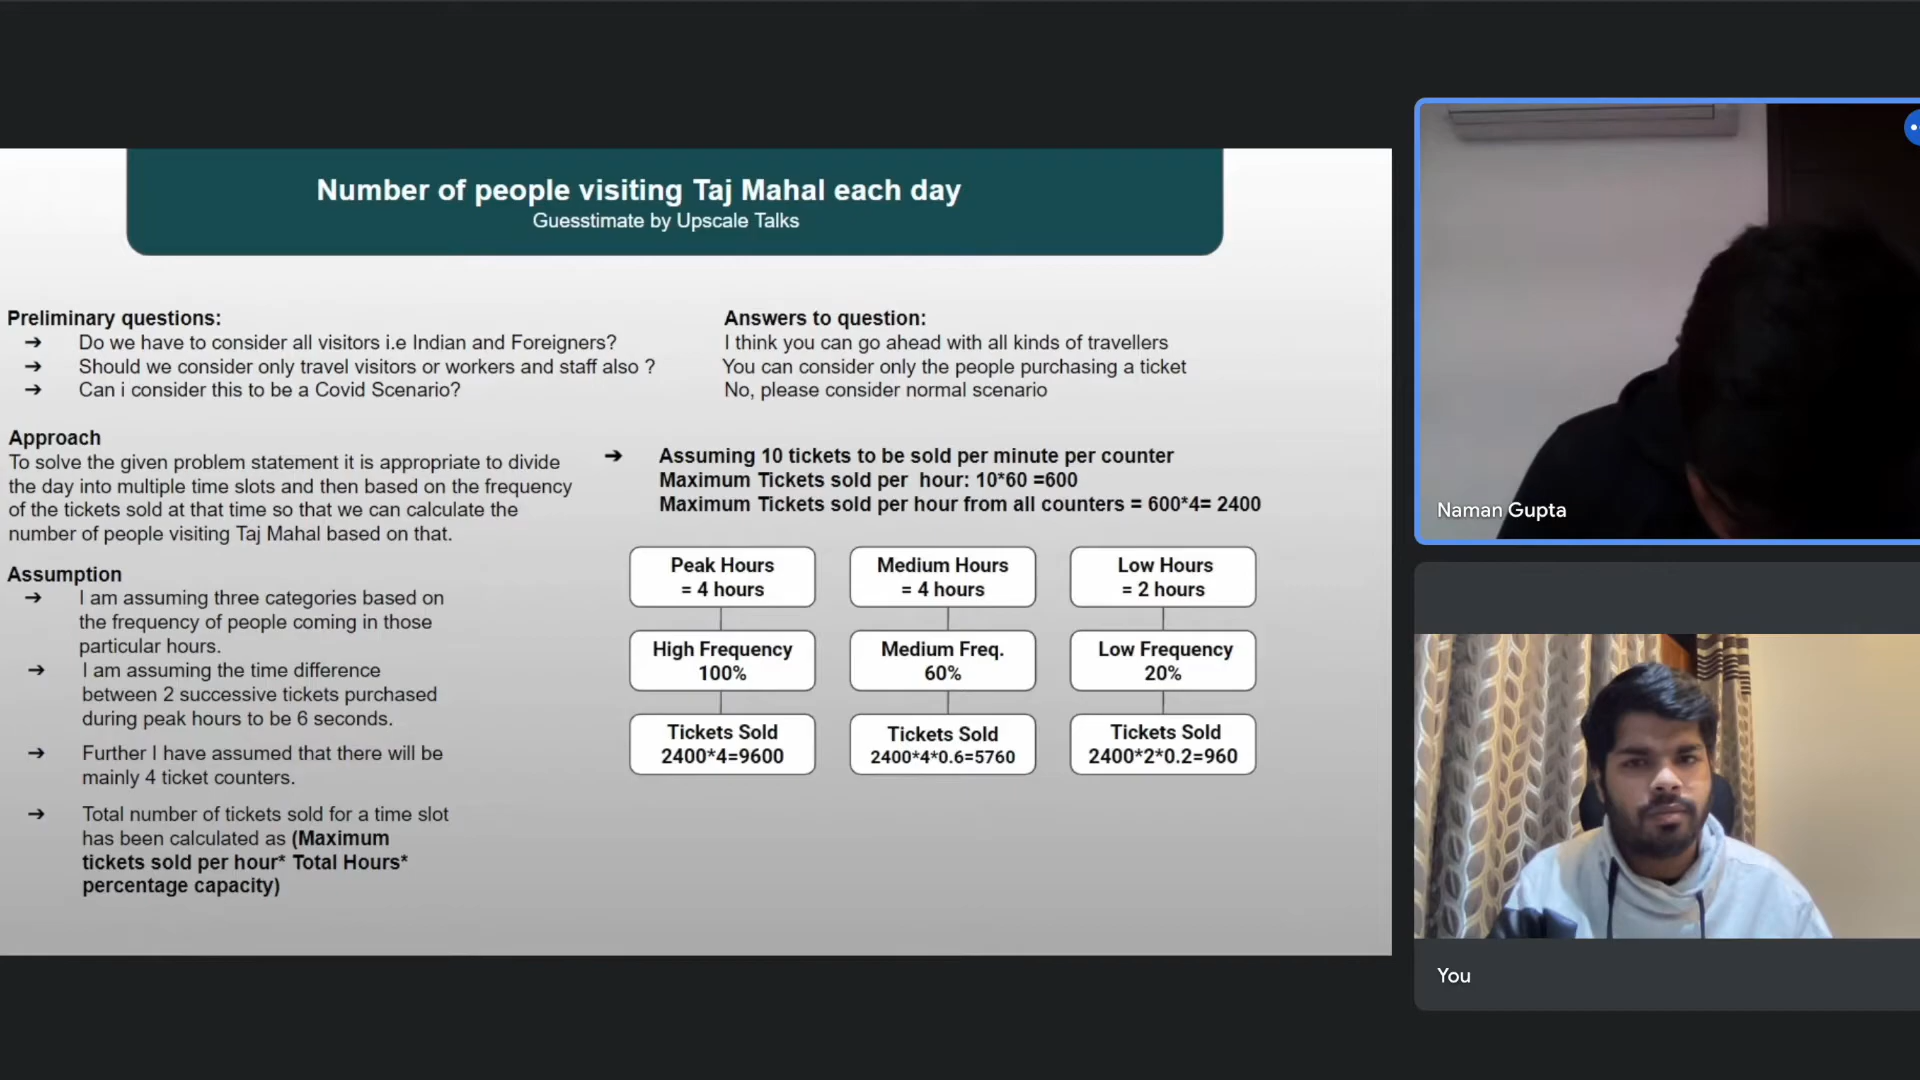 Number of people visiting Taj Mahal each day
Guesstimate by Upscale Talks
Preliminary questions:
➔ Do we have to consider all visitors i.e Indian and Foreigners?
➔ Should we consider only travel visitors or workers and staff also ?
➔ Can i consider this to be a Covid Scenario?
Answers to question:
I think you can go ahead with all kinds of travellers
You can consider only the people purchasing a ticket
No, please consider normal scenario
Approach
To solve the given problem statement it is appropriate to divide
the day into multiple time slots and then based on the frequency
of the tickets sold at that time so that we can calculate the
number of people visiting Taj Mahal based on that.
Assumption
➔ I am assuming three categories based on
the frequency of people coming in those
particular hours.
➔ I am assuming the time difference
between 2 successive tickets purchased
during peak hours to be 6 seconds.
➔ Further I have assumed that there will be
mainly 4 ticket counters.
➔ Total number of tickets sold for a time slot
has been calculated as (Maximum
tickets sold per hour* Total Hours*
percentage capacity)
➔ Assuming 10 tickets to be sold per minute per counter
Maximum Tickets sold per hour: 10*60 =600
Maximum Tickets sold per hour from all counters = 600*4= 2400
Peak Hours
= 4 hours
High Frequency
100%
Tickets Sold
2400*4=9600
Medium Hours
= 4 hours
Medium Freq.
60%
Tickets Sold
2400*4*0.6=5760
Low Hours
= 2 hours
Low Frequency
20%
Tickets Sold
2400*2*0.2=960
Naman Gupta
You